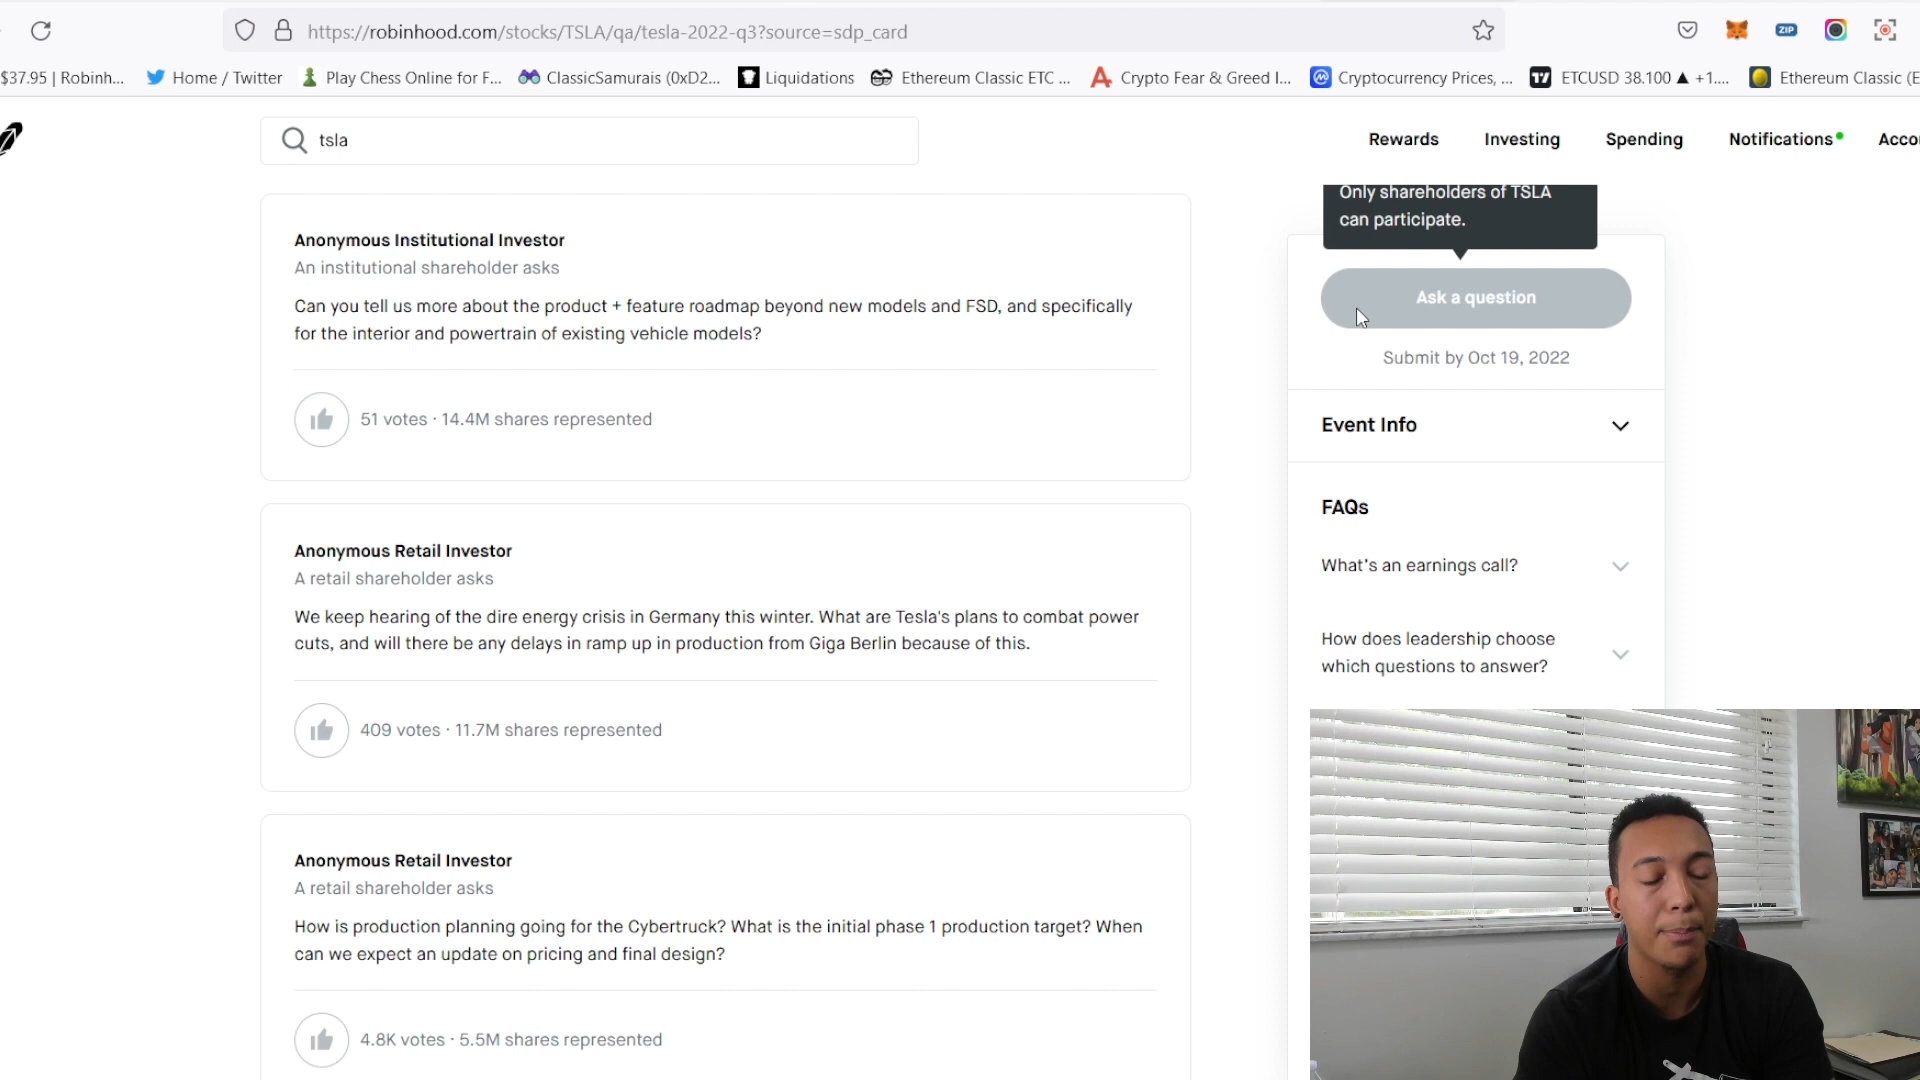 https://robinhood.com/stocks/TSLA/qa/tesla-2022-q3?source=sdp_card
ZIP
$37.95 | Robinh...
Home / Twitter
Play Chess Online for F...
ClassicSamurais (0xD2...
Liquidations
Ethereum Classic ETC ...
Crypto Fear & Greed I...
Cryptocurrency Prices, ...
ETCUSD 38.100 ▲ +1....
Ethereum Classic (E
tsla
Rewards
Investing
Spending
Notifications
Acco
Anonymous Institutional Investor
An institutional shareholder asks
Can you tell us more about the product + feature roadmap beyond new models and FSD, and specifically
for the interior and powertrain of existing vehicle models?
51 votes · 14.4M shares represented
Anonymous Retail Investor
A retail shareholder asks
We keep hearing of the dire energy crisis in Germany this winter. What are Tesla's plans to combat power
cuts, and will there be any delays in ramp up in production from Giga Berlin because of this.
409 votes · 11.7M shares represented
Anonymous Retail Investor
A retail shareholder asks
How is production planning going for the Cybertruck? What is the initial phase 1 production target? When
can we expect an update on pricing and final design?
4.8K votes · 5.5M shares represented
Only shareholders of TSLA
can participate.
Ask a question
Submit by Oct 19, 2022
Event Info
FAQs
What's an earnings call?
How does leadership choose
which questions to answer?